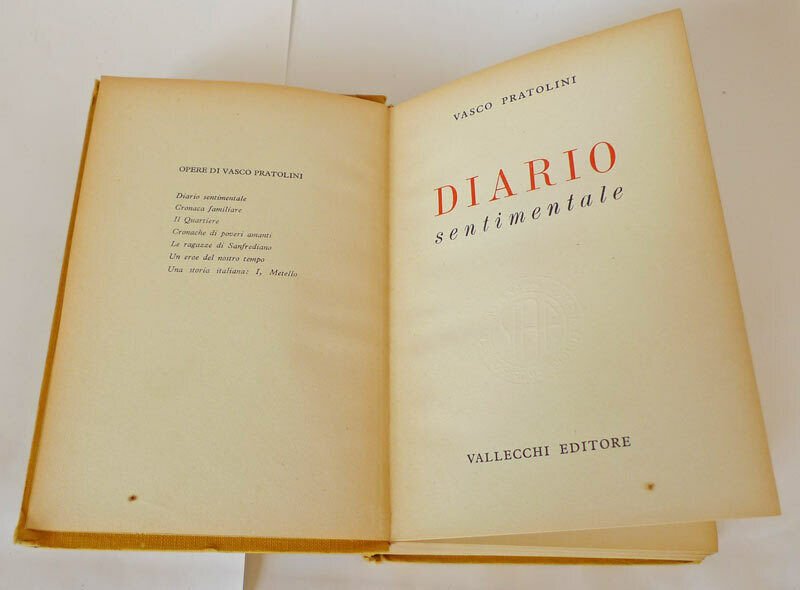 OPERE DI VASCO PRATOLINI
Diario sentimentale
Cronaca familiare
Il Quartiere
Cronache di poveri amanti
Le ragazze di Sanfrediano
Un eroe del nostro tempo
Una storia italiana: I, Metello
VASCO PRATOLINI
DIARIO
sentimentale
VALLECCHI EDITORE